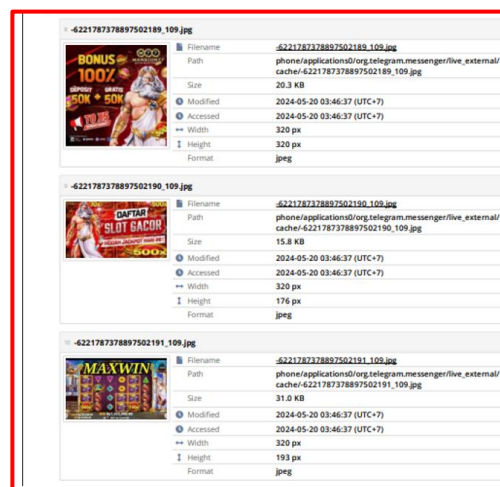 -6221787378897502189_109.jpg
BONUS
100%
DEPOSIT GRATIS
50K + 50K
Filename -6221787378897502189_109.jpg
Path phone/applications0/org.telegram.messenger/live_external/
cache/-6221787378897502189_109.jpg
Size 20.3 KB
Modified 2024-05-20 03:46:37 (UTC+7)
Accessed 2024-05-20 03:46:37 (UTC+7)
Width 320 px
Height 320 px
Format jpeg
-6221787378897502190_109.jpg
DAFTAR
SLOT GACOR
500x
Filename -6221787378897502190_109.jpg
Path phone/applications0/org.telegram.messenger/live_external/
cache/-6221787378897502190_109.jpg
Size 15.8 KB
Modified 2024-05-20 03:46:37 (UTC+7)
Accessed 2024-05-20 03:46:37 (UTC+7)
Width 320 px
Height 176 px
Format jpeg
-6221787378897502191_109.jpg
MAXWIN
Filename -6221787378897502191_109.jpg
Path phone/applications0/org.telegram.messenger/live_external/
cache/-6221787378897502191_109.jpg
Size 31.0 KB
Modified 2024-05-20 03:46:37 (UTC+7)
Accessed 2024-05-20 03:46:37 (UTC+7)
Width 320 px
Height 193 px
Format jpeg